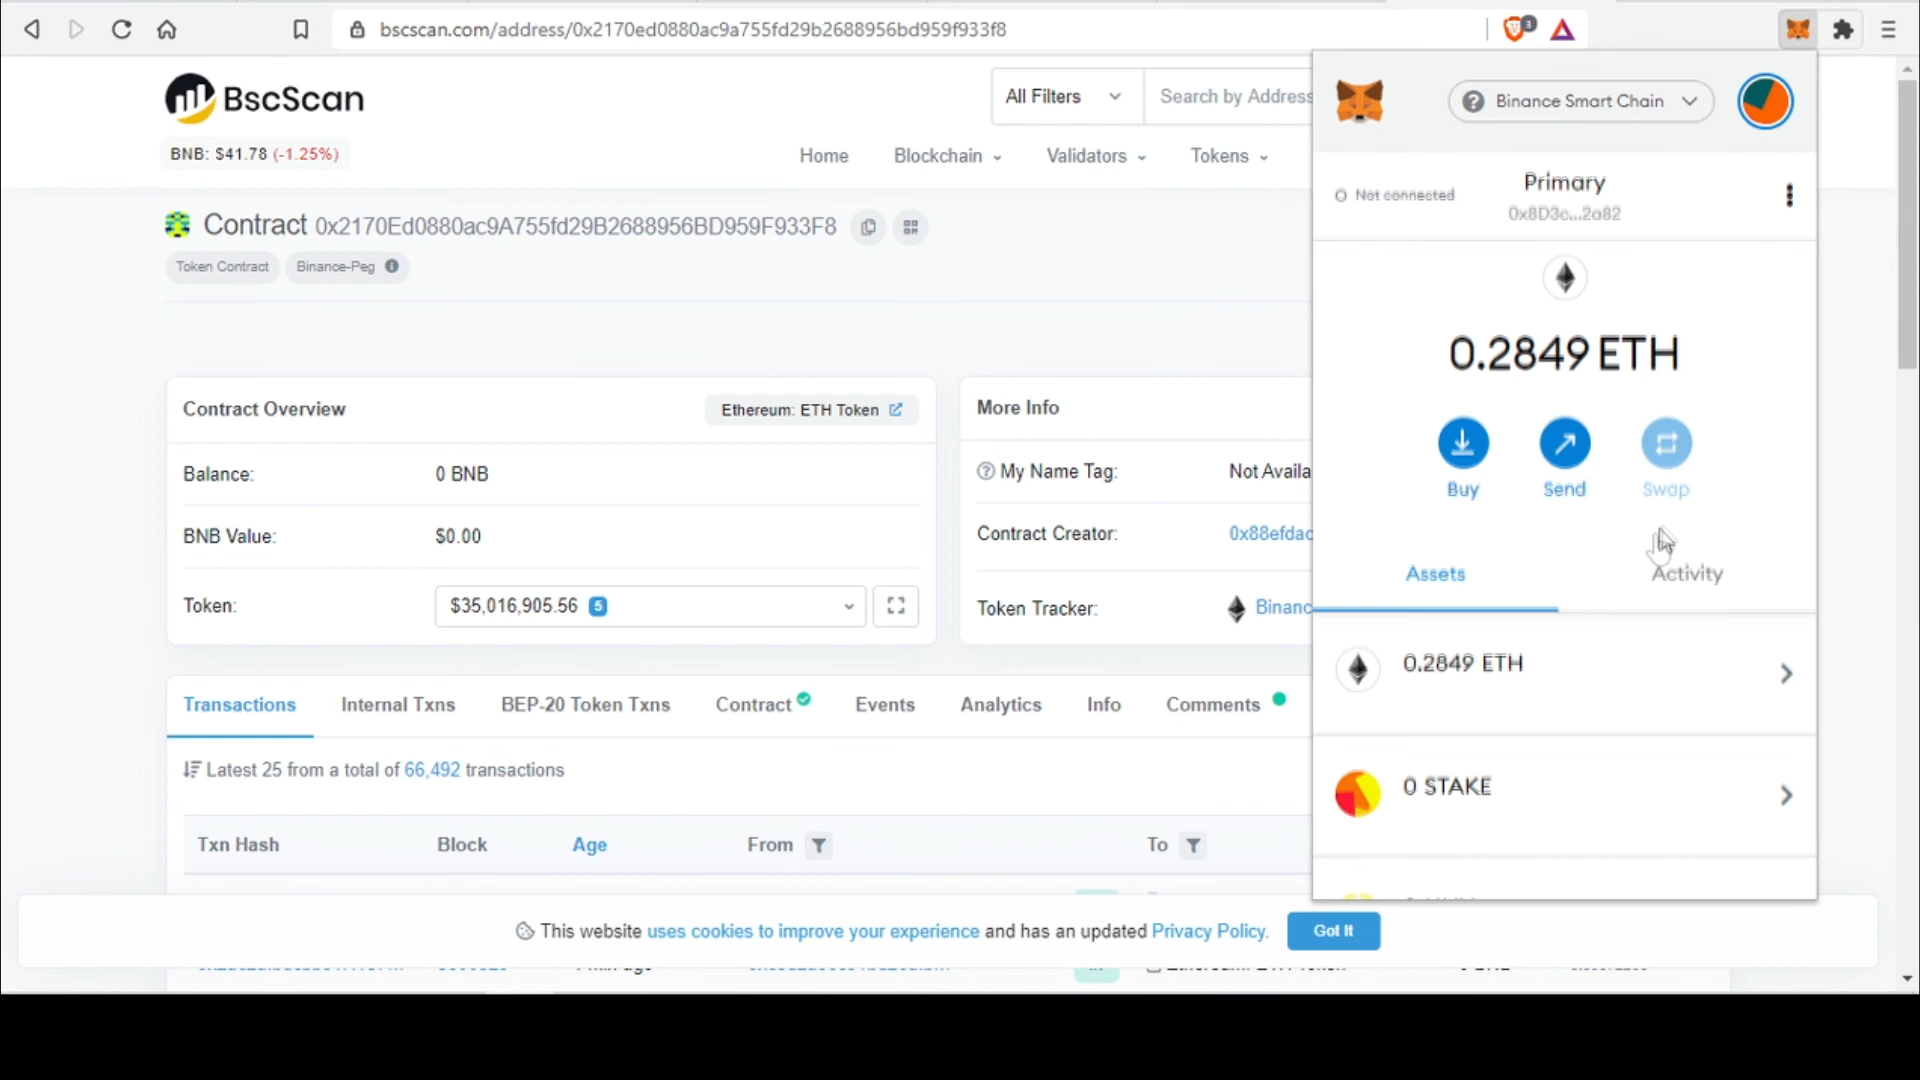 bscscan.com/address/0x2170ed0880ac9a755fd29b2688956bd959f933f8
3
BscScan
All Filters
Search by Address
BNB: $41.78 (-1.25%)
Home Blockchain Validators Tokens
Contract 0x2170Ed0880ac9A755fd29B2688956BD959F933F8
Token Contract Binance-Peg
Contract Overview
Ethereum: ETH Token
Balance: 0 BNB
BNB Value: $0.00
Token: $35,016,905.56 5
More Info
My Name Tag: Not Availa
Contract Creator: 0x88efdac
Token Tracker: Binanc
Transactions Internal Txns BEP-20 Token Txns Contract Events Analytics Info Comments
Latest 25 from a total of 66,492 transactions
Txn Hash Block Age From To
This website uses cookies to improve your experience and has an updated Privacy Policy.
Got It
Binance Smart Chain
Not connected
Primary
0x8D3c...2a82
0.2849 ETH
Buy Send Swap
Assets Activity
0.2849 ETH
0 STAKE